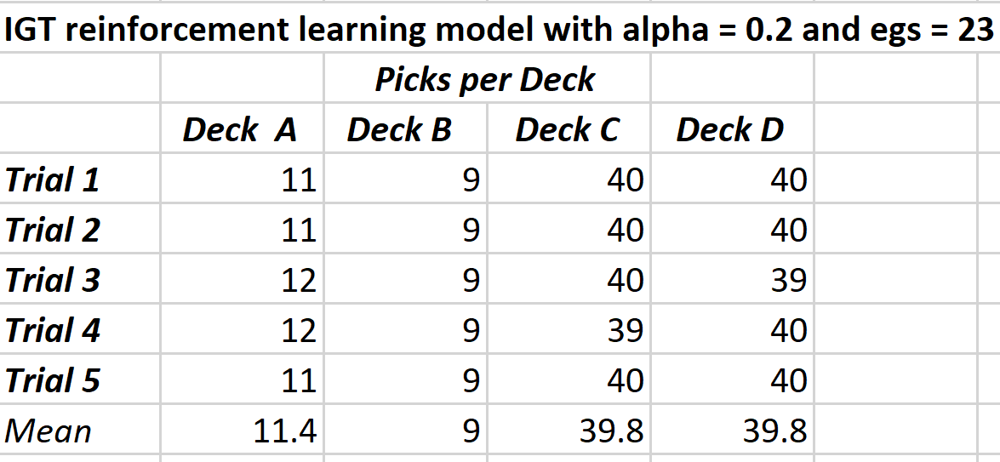 IGT reinforcement learning model with alpha = 0.2 and egs = 23
Picks per Deck
Deck A Deck B Deck C Deck D
Trial 1 11 9 40 40
Trial 2 11 9 40 40
Trial 3 12 9 40 39
Trial 4 12 9 39 40
Trial 5 11 9 40 40
Mean 11.4 9 39.8 39.8